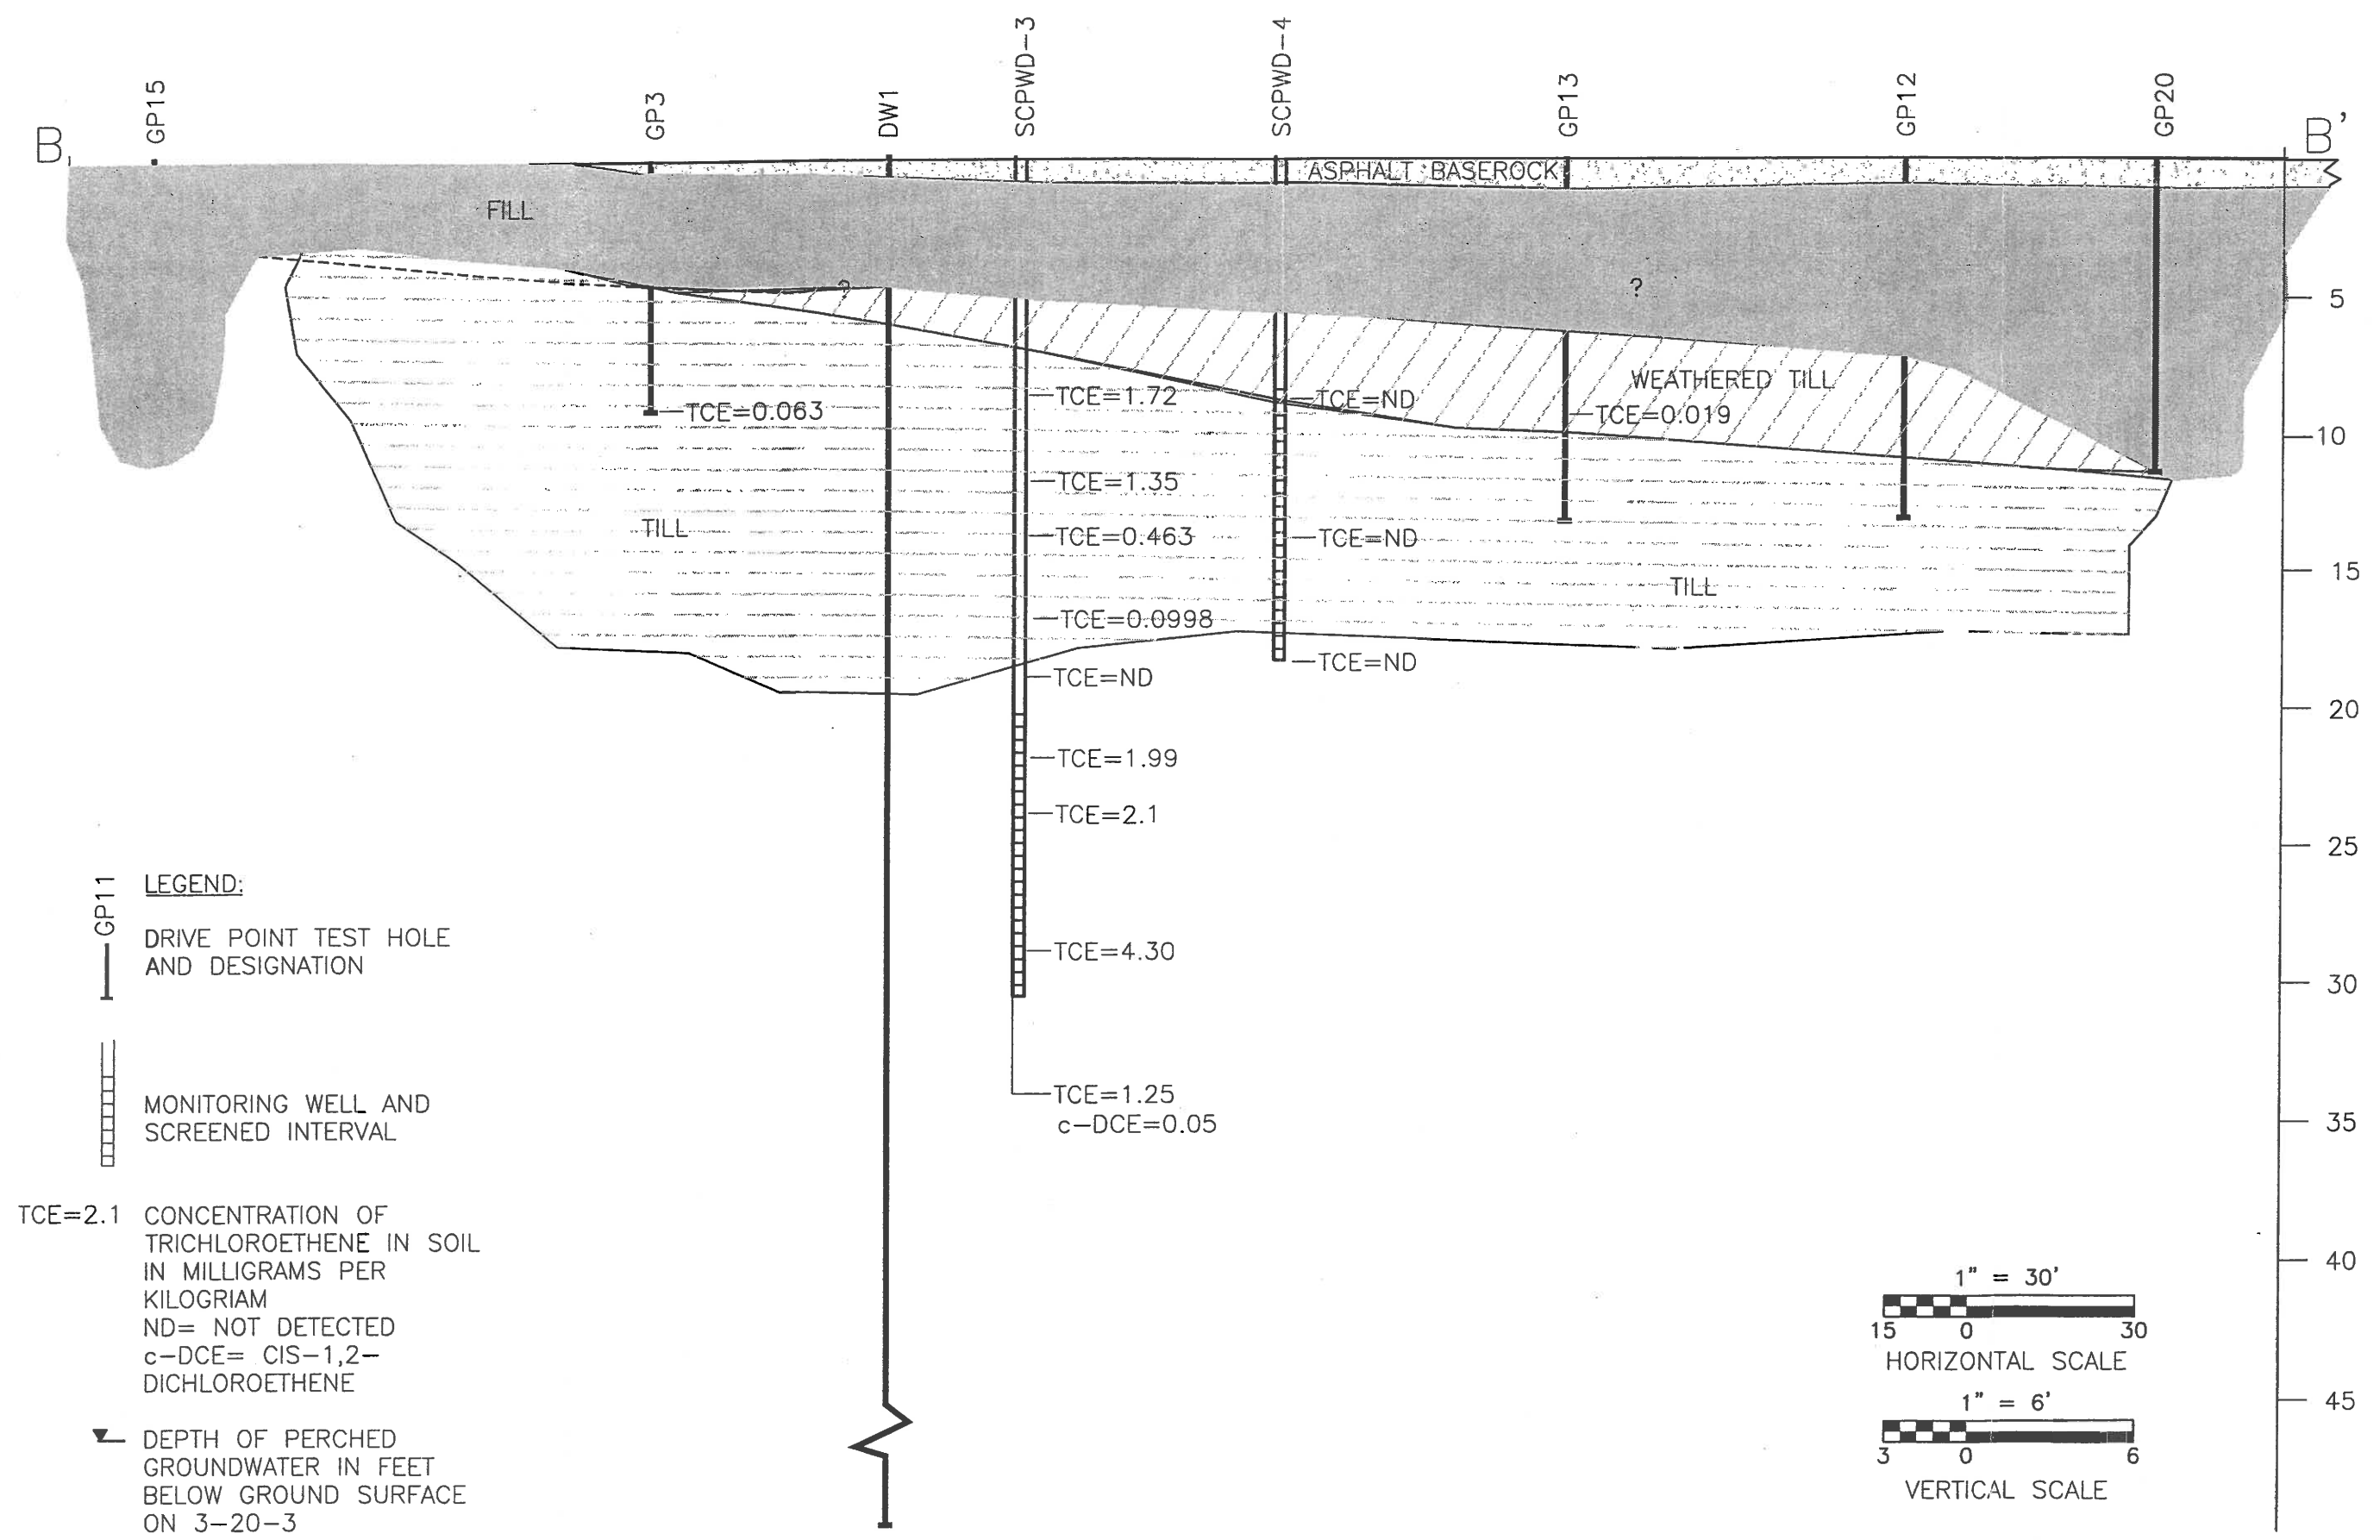 B
GP15
GP3
DW1
SCPWD-3
SCPWD-4
GP13
GP12
GP20
B'
ASPHALT BASEROCK
FILL
?
?
5
WEATHERED TILL
TCE=0.063
TCE=1.72
TCE=ND
TCE=0.019
10
TCE=1.35
TILL
TCE=0.463
TCE=ND
15
TILL
TCE=0.0998
TCE=ND
TCE=ND
20
TCE=1.99
TCE=2.1
25
TCE=4.30
30
TCE=1.25
c-DCE=0.05
35
40
45
GP11
LEGEND:
DRIVE POINT TEST HOLE
AND DESIGNATION
MONITORING WELL AND
SCREENED INTERVAL
TCE=2.1 CONCENTRATION OF
TRICHLOROETHENE IN SOIL
IN MILLIGRAMS PER
KILOGRIAM
ND= NOT DETECTED
c-DCE= CIS-1,2-
DICHLOROETHENE
DEPTH OF PERCHED
GROUNDWATER IN FEET
BELOW GROUND SURFACE
ON 3-20-3
1" = 30'
15 0 30
HORIZONTAL SCALE
1" = 6'
3 0 6
VERTICAL SCALE